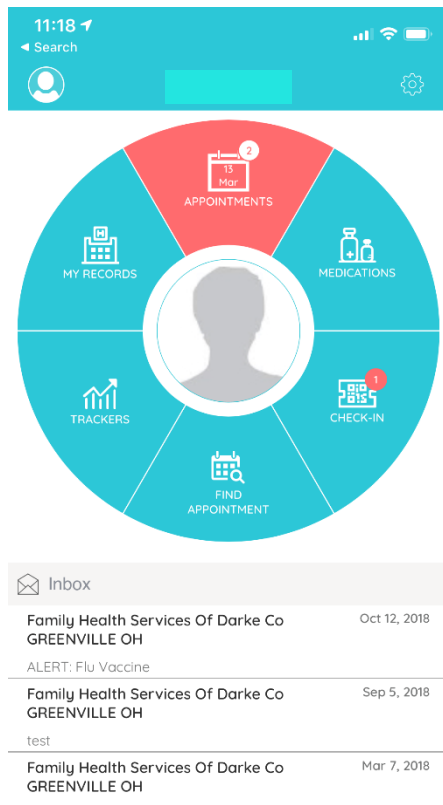 11:18
Search
2
13
Mar
APPOINTMENTS
MY RECORDS
MEDICATIONS
1
TRACKERS
CHECK-IN
FIND
APPOINTMENT
Inbox
Family Health Services Of Darke Co Oct 12, 2018
GREENVILLE OH
ALERT: Flu Vaccine
Family Health Services Of Darke Co Sep 5, 2018
GREENVILLE OH
test
Family Health Services Of Darke Co Mar 7, 2018
GREENVILLE OH